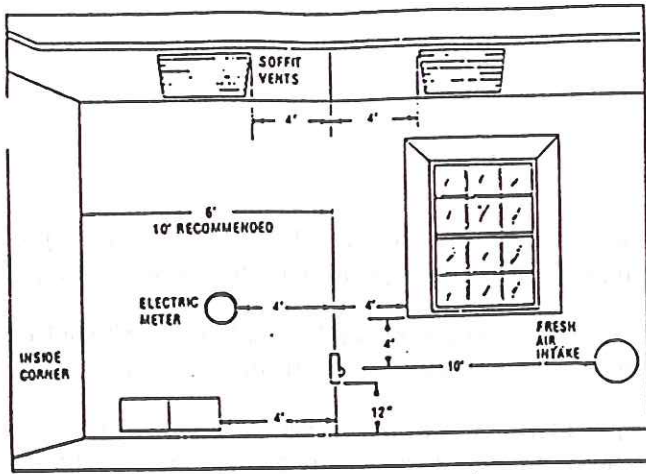 SOFFIT
VENTS
4'
4'
6'
10' RECOMMENDED
ELECTRIC
METER
4'
4'
4'
FRESH
AIR
INTAKE
10'
INSIDE
CORNER
4'
12"